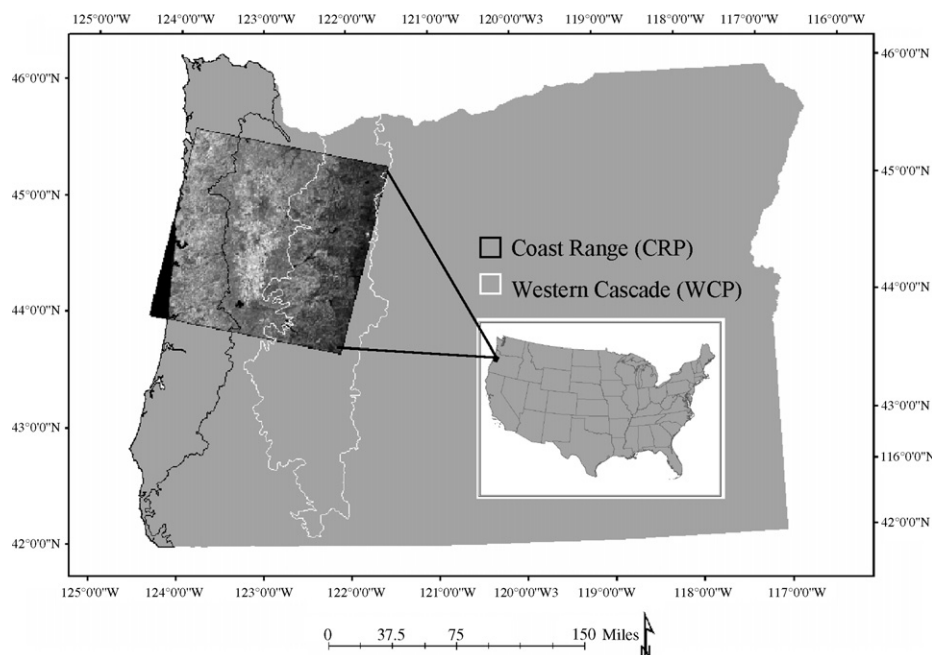 125°0'0"W 124°0'0"W 123°0'0"W 122°0'0"W 121°0'0"W 120°0'0"W3 119°0'0"W 118°0'0"W 117°0'0"W 116°0'0"W
46°0'0"N 46°0'0"N
45°0'0"N 45°0'0"N
44°0'0"N 44°0'0"N
43°0'0"N 43°0'0"N
116°0'0"W
42°0'0"N 42°0'0"N
Coast Range (CRP)
Western Cascade (WCP)
125°0'0"W 124°0'0"W 123°0'0"W 122°0'0"W 121°0'0"W 120°0'0"W3 119°0'0"W 118°0'0"W 117°0'0"W
0 37.5 75 150 Miles
N